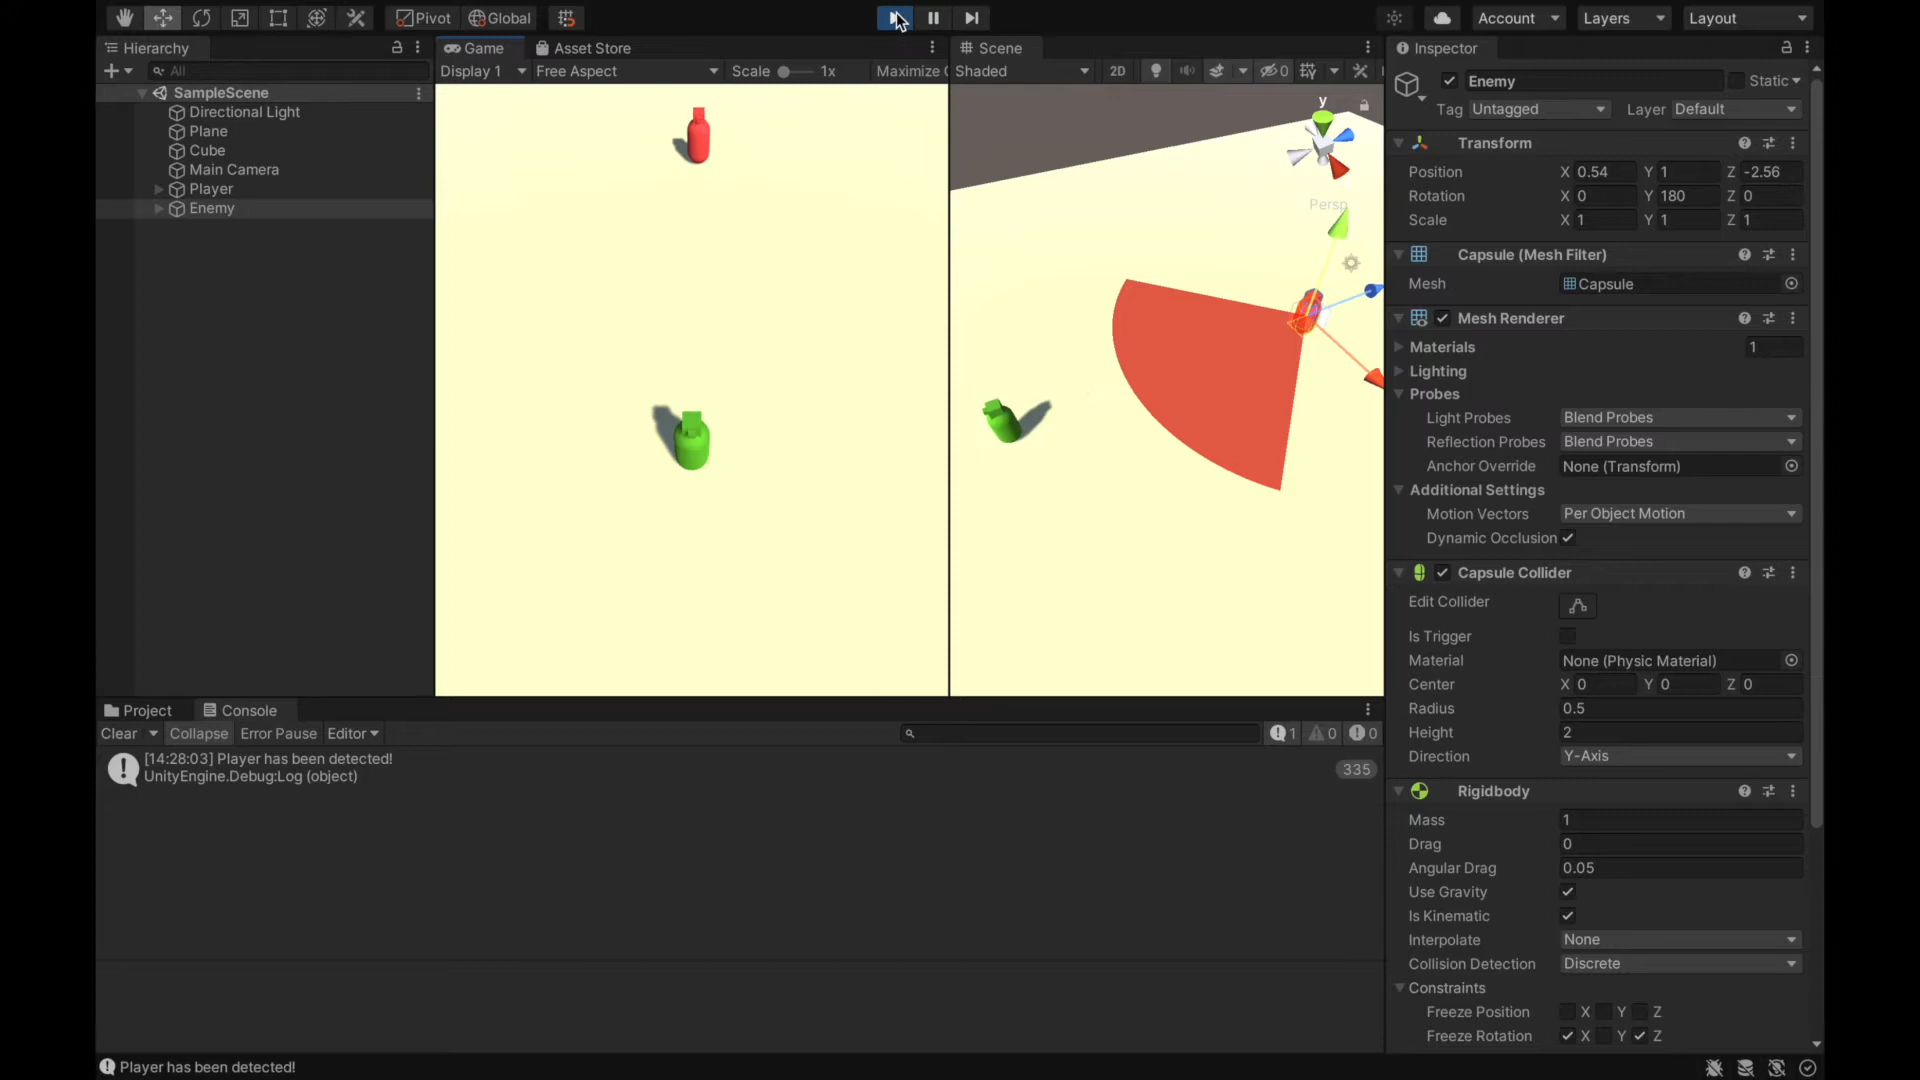 Pivot
Global
Account
Layers
Layout
Hierarchy
All
SampleScene
Directional Light
Plane
Cube
Main Camera
Player
Enemy
Game
Asset Store
Display 1
Free Aspect
Scale
1x
Maximize
Scene
Shaded
2D
0
y
Persp
Inspector
Enemy
Static
Tag Untagged
Layer Default
Transform
Position X 0.54 Y 1 Z -2.56
Rotation X 0 Y 180 Z 0
Scale X 1 Y 1 Z 1
Capsule (Mesh Filter)
Mesh Capsule
Mesh Renderer
Materials 1
Lighting
Probes
Light Probes Blend Probes
Reflection Probes Blend Probes
Anchor Override None (Transform)
Additional Settings
Motion Vectors Per Object Motion
Dynamic Occlusion
Capsule Collider
Edit Collider
Is Trigger
Material None (Physic Material)
Center X 0 Y 0 Z 0
Radius 0.5
Height 2
Direction Y-Axis
Rigidbody
Mass 1
Drag 0
Angular Drag 0.05
Use Gravity
Is Kinematic
Interpolate None
Collision Detection Discrete
Constraints
Freeze Position X Y Z
Freeze Rotation X Y Z
Project
Console
Clear
Collapse
Error Pause
Editor
1
0
0
[14:28:03] Player has been detected!
UnityEngine.Debug:Log (object)
335
Player has been detected!